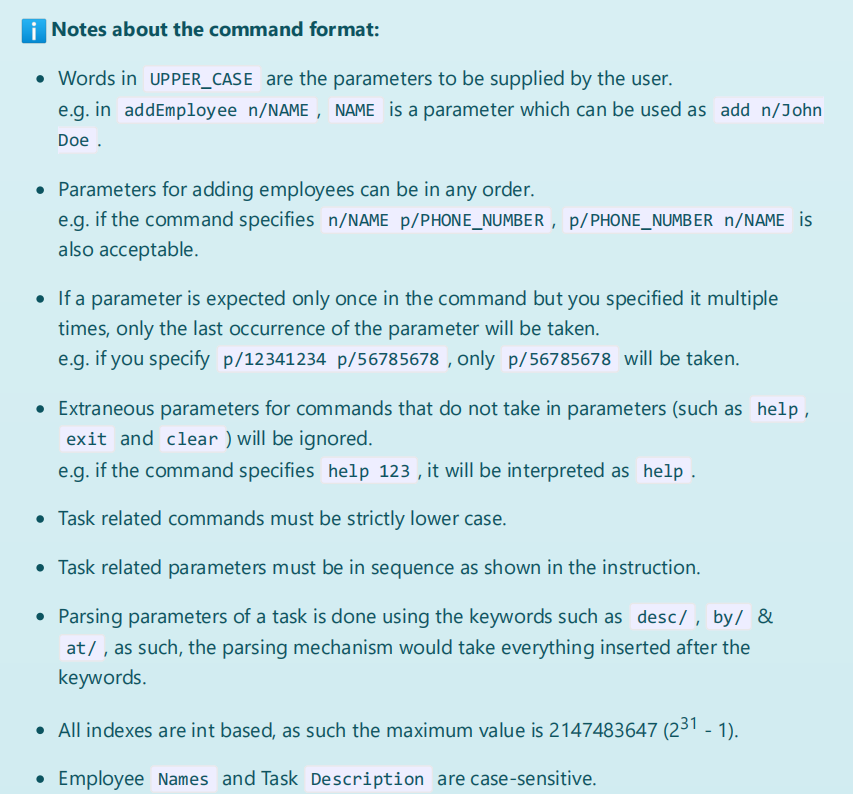 Notes about the command format:
Words in UPPER_CASE are the parameters to be supplied by the user.
e.g. in addEmployee n/NAME, NAME is a parameter which can be used as add n/John
Doe.
Parameters for adding employees can be in any order.
e.g. if the command specifies n/NAME p/PHONE_NUMBER, p/PHONE_NUMBER n/NAME is
also acceptable.
If a parameter is expected only once in the command but you specified it multiple
times, only the last occurrence of the parameter will be taken.
e.g. if you specify p/12341234 p/56785678, only p/56785678 will be taken.
Extraneous parameters for commands that do not take in parameters (such as help,
exit and clear) will be ignored.
e.g. if the command specifies help 123, it will be interpreted as help.
Task related commands must be strictly lower case.
Task related parameters must be in sequence as shown in the instruction.
Parsing parameters of a task is done using the keywords such as desc/, by/ &
at/, as such, the parsing mechanism would take everything inserted after the
keywords.
All indexes are int based, as such the maximum value is 2147483647 (2^31 - 1).
Employee Names and Task Description are case-sensitive.